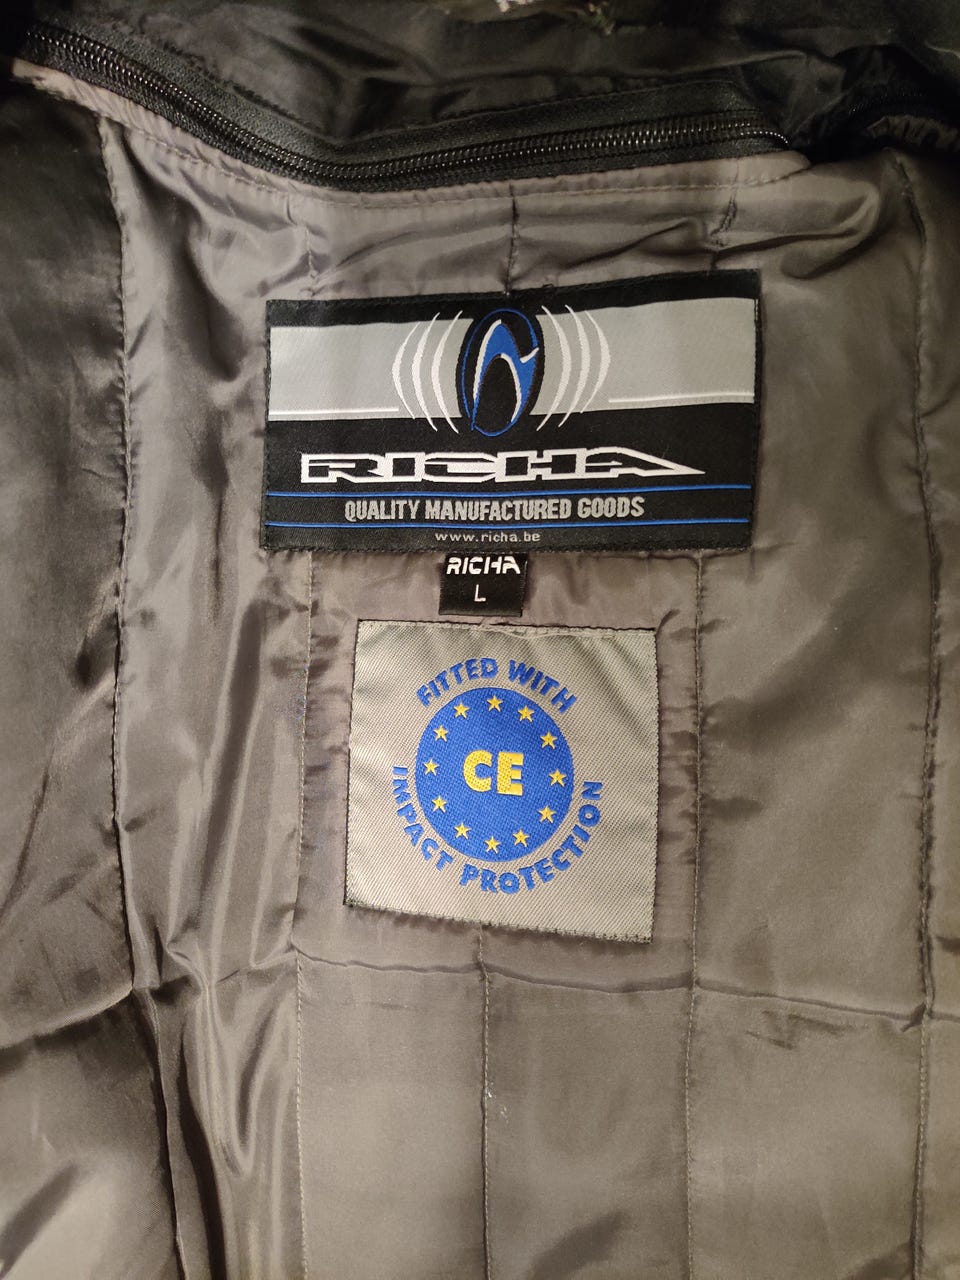 RICHA
QUALITY MANUFACTURED GOODS
www.richa.be
RICHA
L
FITTED WITH
CE
IMPACT PROTECTION